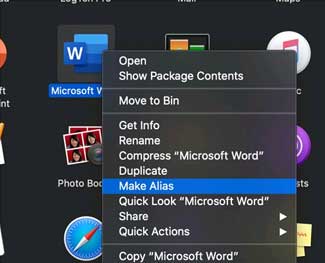 Maps
Microsoft W
Open
Show Package Contents
Move to Bin
Get Info
Rename
Compress “Microsoft Word”
Duplicate
Make Alias
Quick Look “Microsoft Word”
Share
Quick Actions
Copy “Microsoft Word”
Photo Boo